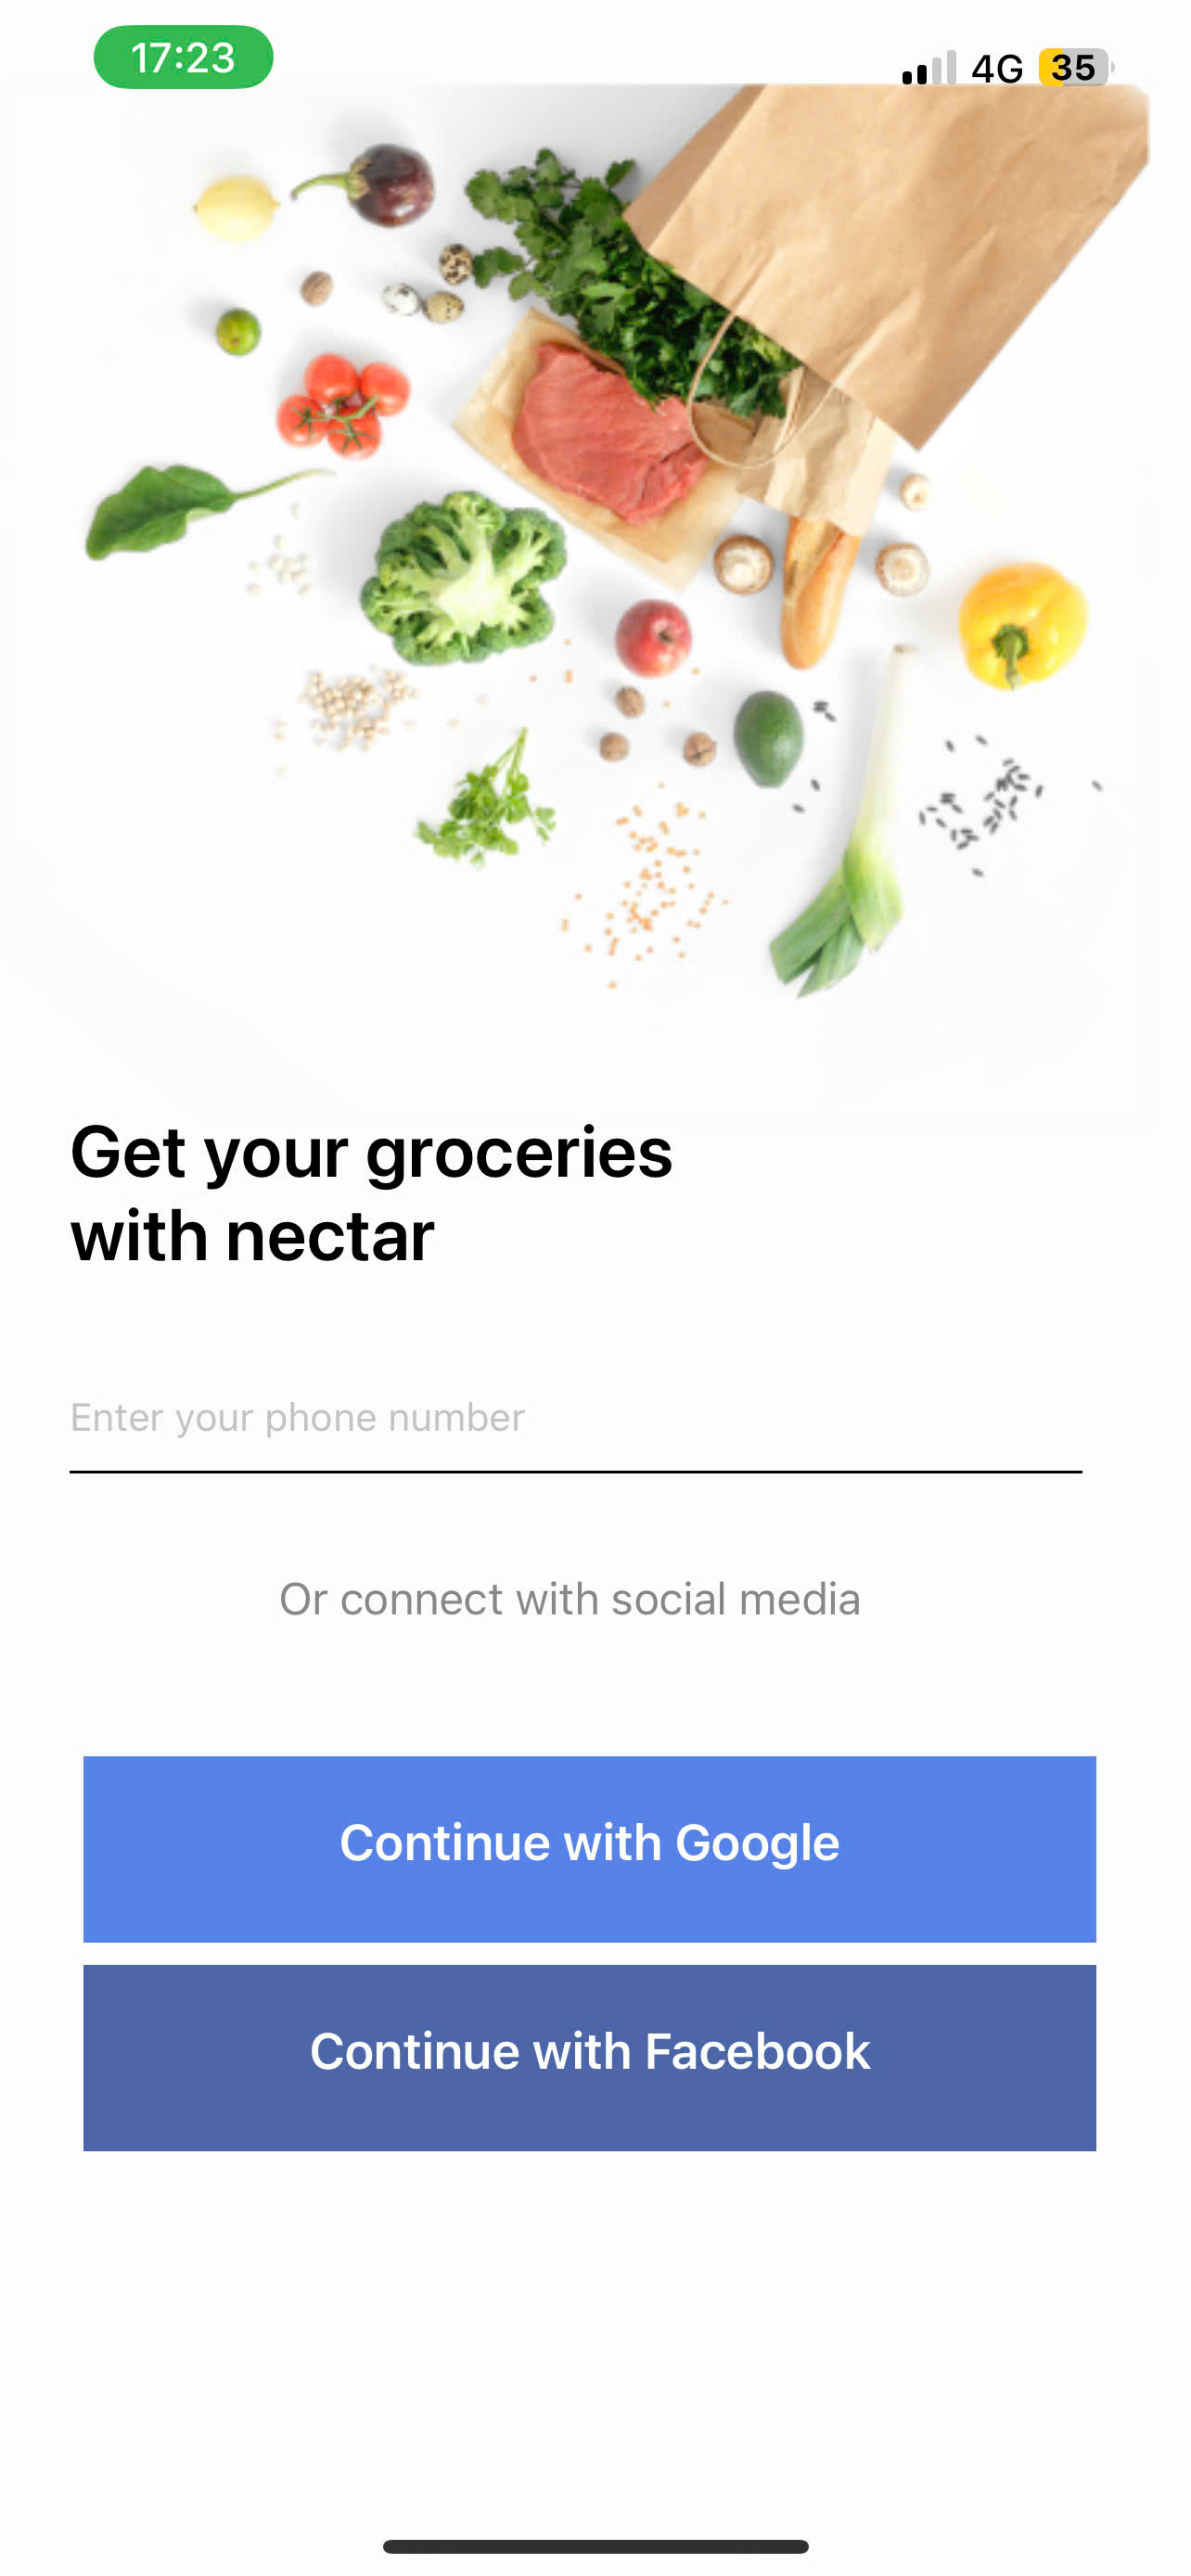 17:23
4G 35
Get your groceries
with nectar
Enter your phone number
Or connect with social media
Continue with Google
Continue with Facebook